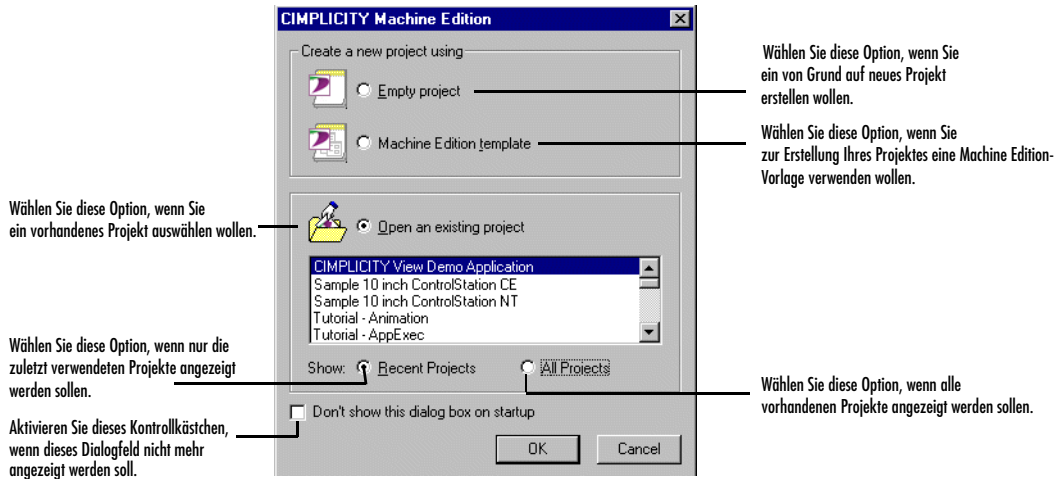 CIMPLICITY Machine Edition
Create a new project using
Empty project
Machine Edition template
Open an existing project
CIMPLICITY View Demo Application
Sample 10 inch ControlStation CE
Sample 10 inch ControlStation NT
Tutorial - Animation
Tutorial - AppExec
Show: Recent Projects All Projects
Don't show this dialog box on startup
OK Cancel
Wählen Sie diese Option, wenn Sie
ein vorhandenes Projekt auswählen wollen.
Wählen Sie diese Option, wenn nur die
zuletzt verwendeten Projekte angezeigt
werden sollen.
Aktivieren Sie dieses Kontrollkästchen,
wenn dieses Dialogfeld nicht mehr
angezeigt werden soll.
Wählen Sie diese Option, wenn Sie
ein von Grund auf neues Projekt
erstellen wollen.
Wählen Sie diese Option, wenn Sie
zur Erstellung Ihres Projektes eine Machine Edition-
Vorlage verwenden wollen.
Wählen Sie diese Option, wenn alle
vorhandenen Projekte angezeigt werden sollen.